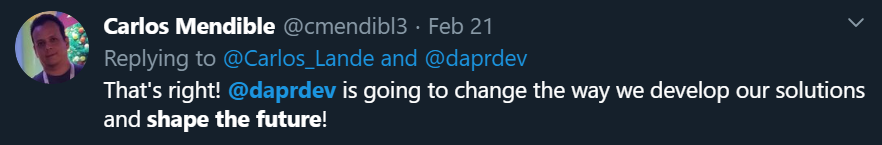 Carlos Mendible @cmendibl3 · Feb 21
Replying to @Carlos_Lande and @daprdev
That's right! @daprdev is going to change the way we develop our solutions
and shape the future!